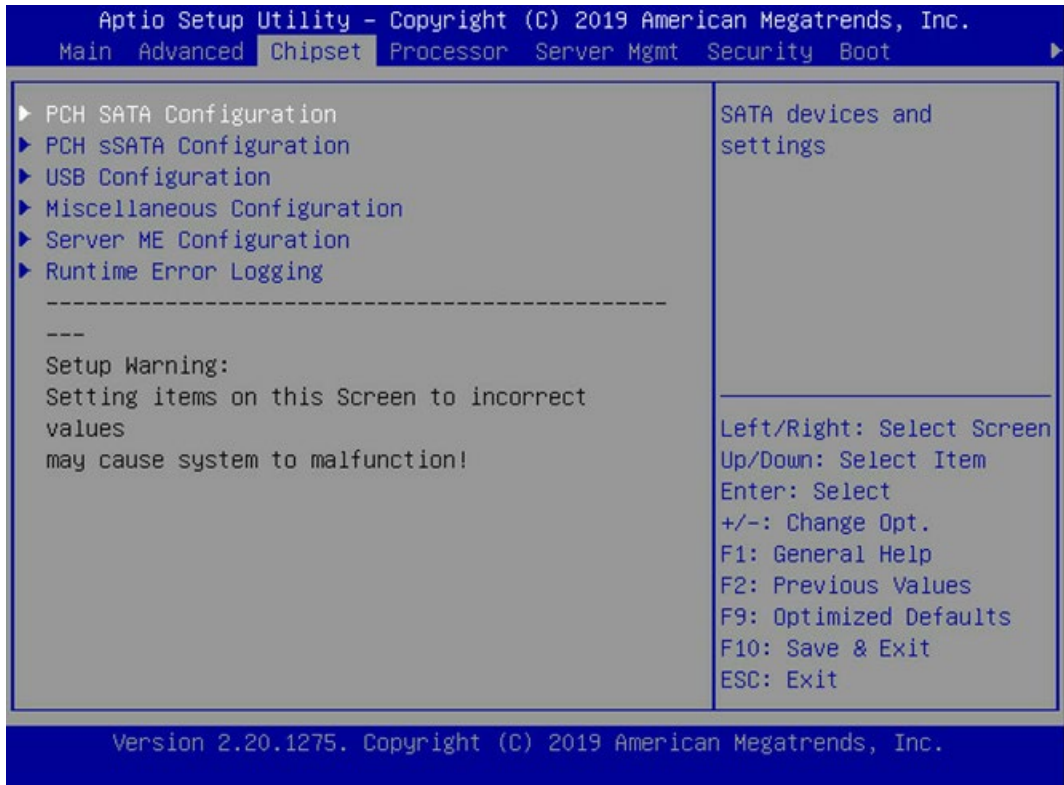 Aptio Setup Utility – Copyright (C) 2019 American Megatrends, Inc.
Main Advanced Chipset Processor Server Mgmt Security Boot
PCH SATA Configuration
PCH sSATA Configuration
USB Configuration
Miscellaneous Configuration
Server ME Configuration
Runtime Error Logging
-----------------------------------------------
---
Setup Warning:
Setting items on this Screen to incorrect
values
may cause system to malfunction!
SATA devices and
settings
Left/Right: Select Screen
Up/Down: Select Item
Enter: Select
+/-: Change Opt.
F1: General Help
F2: Previous Values
F9: Optimized Defaults
F10: Save & Exit
ESC: Exit
Version 2.20.1275. Copyright (C) 2019 American Megatrends, Inc.